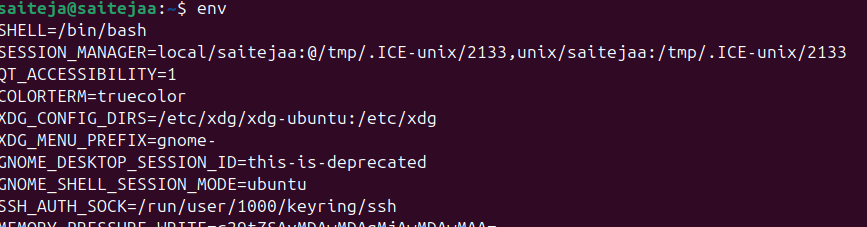 saiteja@saitejaa:~$ env
SHELL=/bin/bash
SESSION_MANAGER=local/saitejaa:@/tmp/.ICE-unix/2133,unix/saitejaa:/tmp/.ICE-unix/2133
QT_ACCESSIBILITY=1
COLORTERM=truecolor
XDG_CONFIG_DIRS=/etc/xdg/xdg-ubuntu:/etc/xdg
XDG_MENU_PREFIX=gnome-
GNOME_DESKTOP_SESSION_ID=this-is-deprecated
GNOME_SHELL_SESSION_MODE=ubuntu
SSH_AUTH_SOCK=/run/user/1000/keyring/ssh